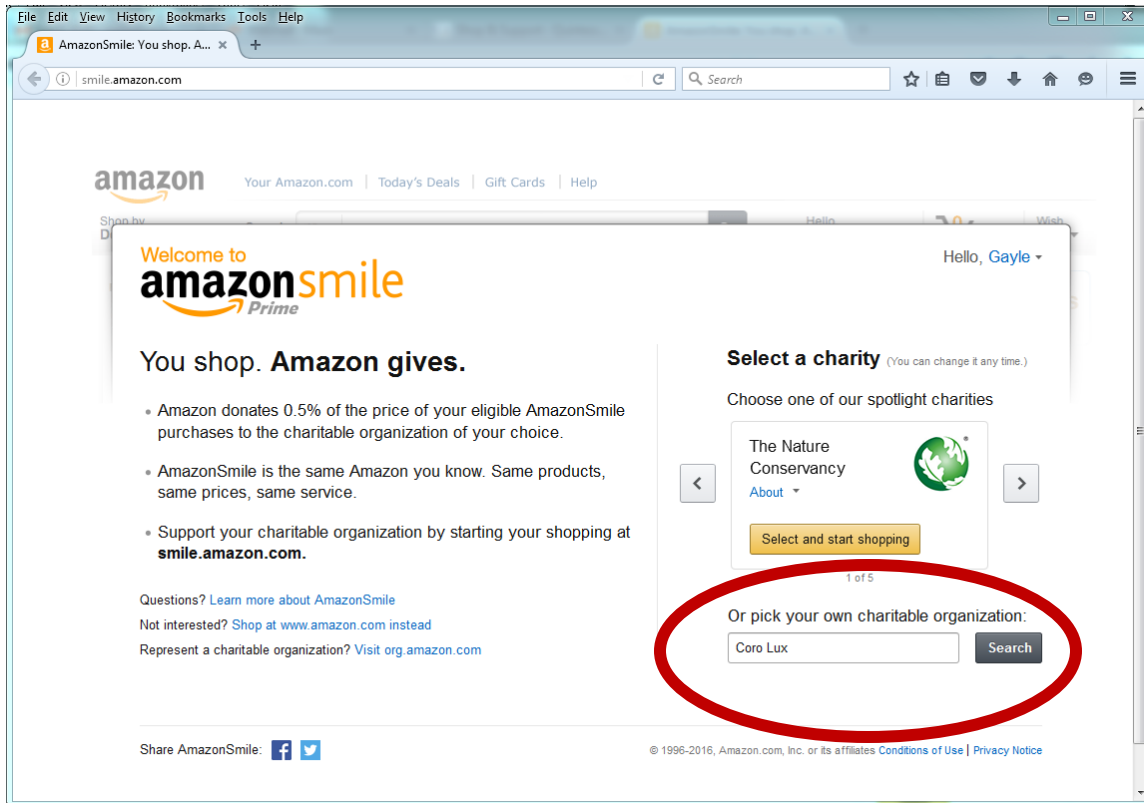 File Edit View History Bookmarks Tools Help
AmazonSmile: You shop. A...
smile.amazon.com
Search
amazon
Your Amazon.com | Today's Deals | Gift Cards | Help
Shop by
Hello
Wish
Welcome to
amazonsmile
Prime
Hello, Gayle
You shop. Amazon gives.
• Amazon donates 0.5% of the price of your eligible AmazonSmile
purchases to the charitable organization of your choice.
• AmazonSmile is the same Amazon you know. Same products,
same prices, same service.
• Support your charitable organization by starting your shopping at
smile.amazon.com.
Questions? Learn more about AmazonSmile
Not interested? Shop at www.amazon.com instead
Represent a charitable organization? Visit org.amazon.com
Select a charity (You can change it any time.)
Choose one of our spotlight charities
The Nature
Conservancy
About
Select and start shopping
1 of 5
Or pick your own charitable organization:
Coro Lux
Search
Share AmazonSmile:
© 1996-2016, Amazon.com, Inc. or its affiliates Conditions of Use | Privacy Notice